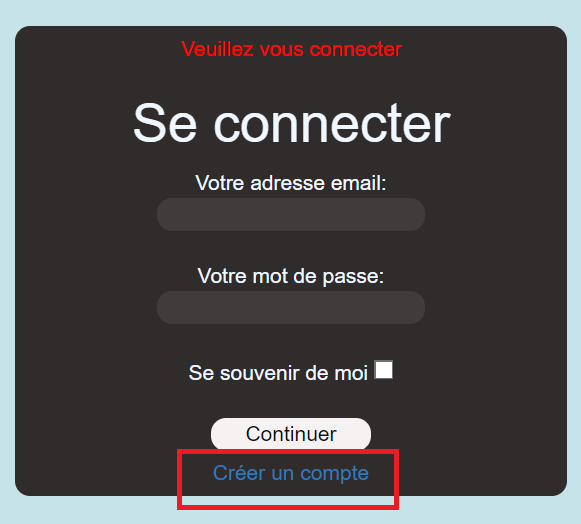 Veuillez vous connecter
Se connecter
Votre adresse email:
Votre mot de passe:
Se souvenir de moi
Continuer
Créer un compte